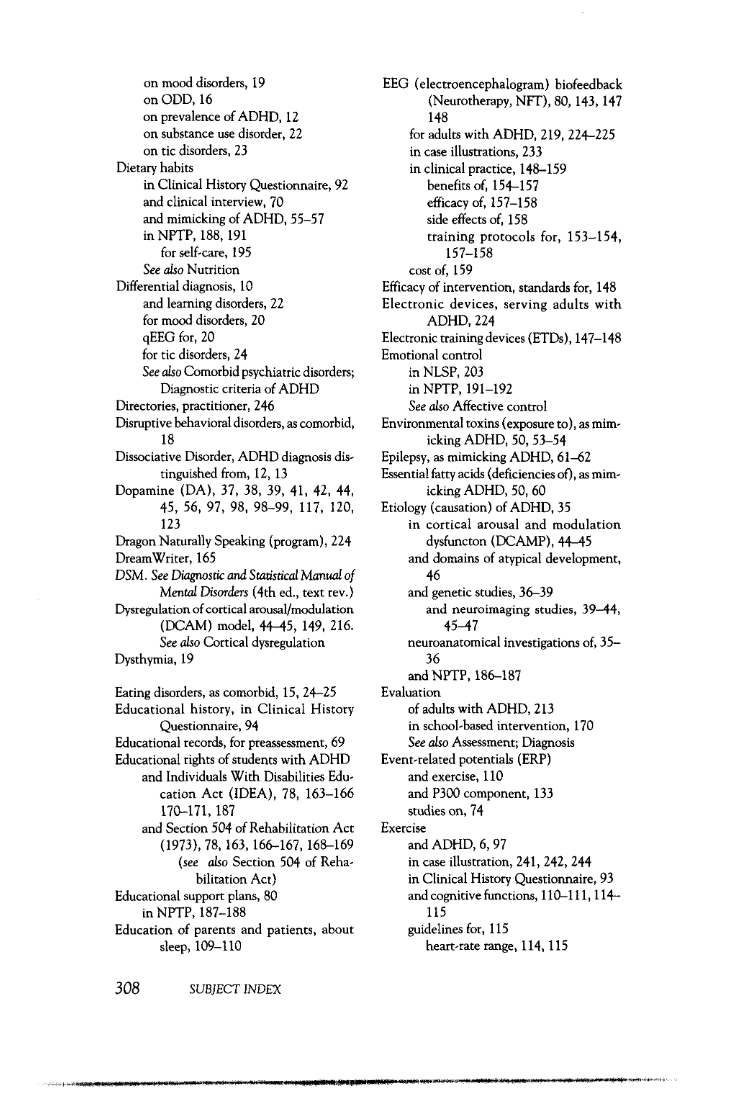 on mood disorders, 19
on ODD, 16
on prevalence of ADHD, 12
on substance use disorder, 22
on tic disorders, 23
Dietary habits
in Clinical History Questionnaire, 92
and clinical interview, 70
and mimicking of ADHD, 55–57
in NPTP, 188, 191
for self-care, 195
See also Nutrition
Differential diagnosis, 10
and learning disorders, 22
for mood disorders, 20
qEEG for, 20
for tic disorders, 24
See also Comorbid psychiatric disorders;
Diagnostic criteria of ADHD
Directories, practitioner, 246
Disruptive behavioral disorders, as comorbid,
18
Dissociative Disorder, ADHD diagnosis dis-
tinguished from, 12, 13
Dopamine (DA), 37, 38, 39, 41, 42, 44,
45, 56, 97, 98, 98–99, 117, 120,
123
Dragon Naturally Speaking (program), 224
DreamWriter, 165
DSM. See Diagnostic and Statistical Manual of
Mental Disorders (4th ed., text rev.)
Dysregulation of cortical arousal/modulation
(DCAM) model, 44–45, 149, 216.
See also Cortical dysregulation
Dysthymia, 19
Eating disorders, as comorbid, 15, 24–25
Educational history, in Clinical History
Questionnaire, 94
Educational records, for preassessment, 69
Educational rights of students with ADHD
and Individuals With Disabilities Edu-
cation Act (IDEA), 78, 163–166
170–171, 187
and Section 504 of Rehabilitation Act
(1973), 78, 163, 166–167, 168–169
(see also Section 504 of Reha-
bilitation Act)
Educational support plans, 80
in NPTP, 187–188
Education of parents and patients, about
sleep, 109–110
EEG (electroencephalogram) biofeedback
(Neurotherapy, NFT), 80, 143, 147
148
for adults with ADHD, 219, 224–225
in case illustrations, 233
in clinical practice, 148–159
benefits of, 154–157
efficacy of, 157–158
side effects of, 158
training protocols for, 153–154,
157–158
cost of, 159
Efficacy of intervention, standards for, 148
Electronic devices, serving adults with
ADHD, 224
Electronic training devices (ETDs), 147–148
Emotional control
in NLSP, 203
in NPTP, 191–192
See also Affective control
Environmental toxins (exposure to), as mim-
icking ADHD, 50, 53–54
Epilepsy, as mimicking ADHD, 61–62
Essential fatty acids (deficiencies of), as mim-
icking ADHD, 50, 60
Etiology (causation) of ADHD, 35
in cortical arousal and modulation
dysfuncton (DCAMP), 44–45
and domains of atypical development,
46
and genetic studies, 36–39
and neuroimaging studies, 39–44,
45–47
neuroanatomical investigations of, 35–
36
and NPTP, 186–187
Evaluation
of adults with ADHD, 213
in school-based intervention, 170
See also Assessment; Diagnosis
Event-related potentials (ERP)
and exercise, 110
and P300 component, 133
studies on, 74
Exercise
and ADHD, 6, 97
in case illustration, 241, 242, 244
in Clinical History Questionnaire, 93
and cognitive functions, 110–111, 114–
115
guidelines for, 115
heart-rate range, 114, 115
308 SUBJECT INDEX